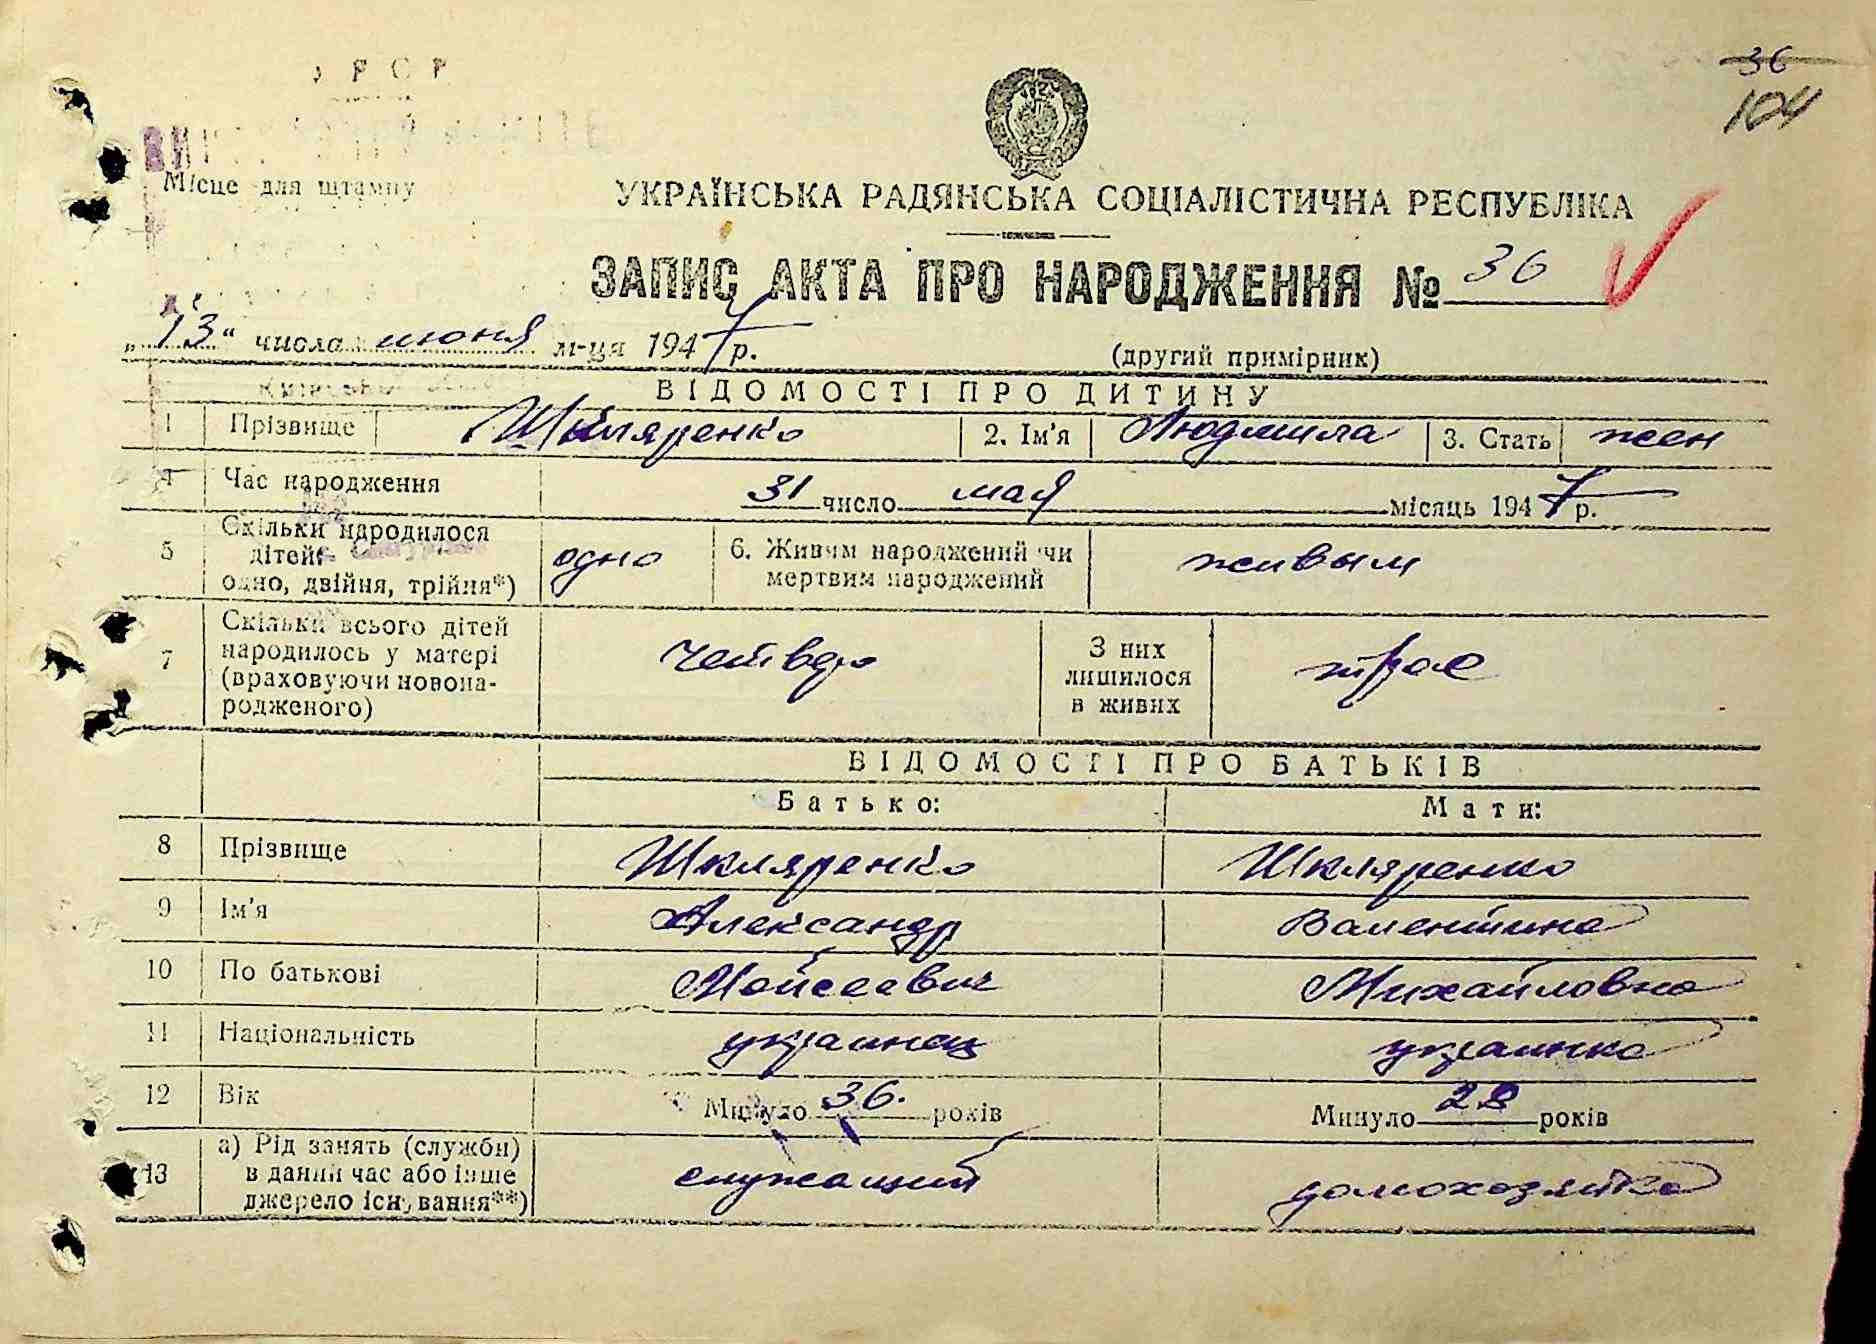 36
104
УРСР
Місце для штампу
УКРАЇНСЬКА РАДЯНСЬКА СОЦІАЛІСТИЧНА РЕСПУБЛІКА
ЗАПИС АКТА ПРО НАРОДЖЕННЯ № 36
„13“ числа июня м-ця 1947 р.
(другий примірник)
ВІДОМОСТІ ПРО ДИТИНУ
1 Прізвище Шкляренко 2. Ім'я Людмила 3. Стать жен
4 Час народження 31 число мая місяць 1947 р.
5 Скільки народилося
дітей:
одно, двійня, трійня*)
одно
6. Живим народжений чи
мертвим народжений
живым
7 Скільки всього дітей
народилось у матері
(враховуючи новона-
родженого)
четверо
З них
лишилося
в живих
трое
ВІДОМОСТІ ПРО БАТЬКІВ
Батько: Мати:
8 Прізвище Шкляренко Шкляренко
9 Ім'я Александр Валентина
10 По батькові Мойсеевич Михайловна
11 Національність украинец украинка
12 Вік Минуло 36. років Минуло 28 років
13 а) Рід занять (служби)
в даний час або інше
джерело існування**)
служащий домохозяйка